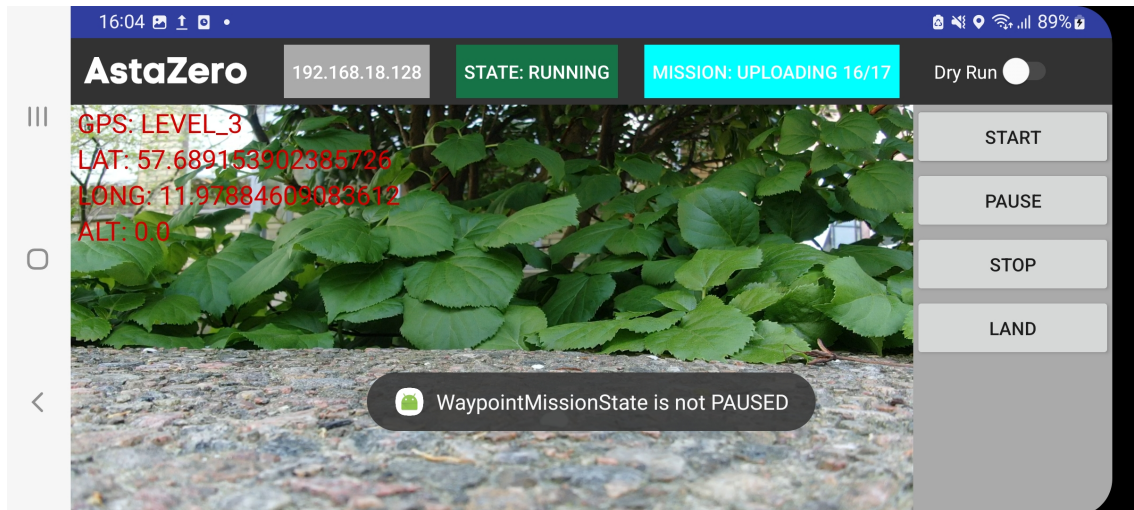 16:04
89%
AstaZero
192.168.18.128
STATE: RUNNING
MISSION: UPLOADING 16/17
Dry Run
GPS: LEVEL_3
LAT: 57.689153902385726
LONG: 11.97884609083612
ALT: 0.0
START
PAUSE
STOP
LAND
WaypointMissionState is not PAUSED